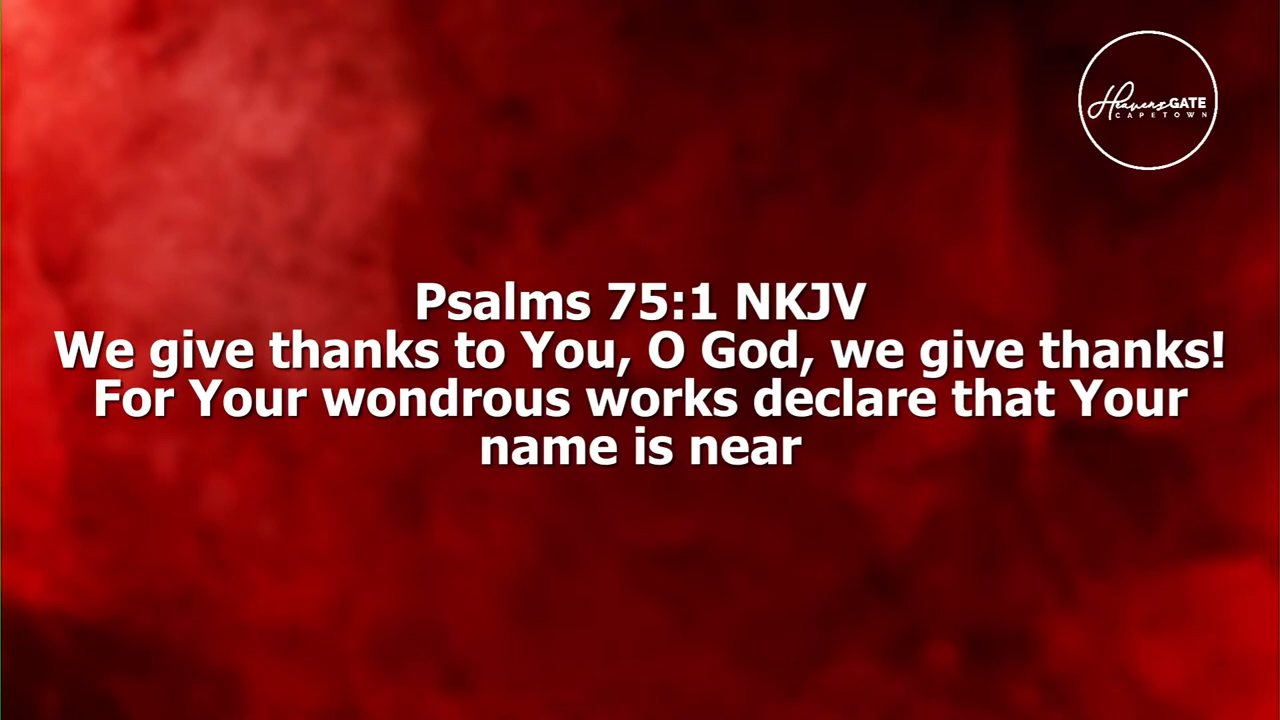 HeavensGATE
CAPETOWN
Psalms 75:1 NKJV
We give thanks to You, O God, we give thanks!
For Your wondrous works declare that Your
name is near